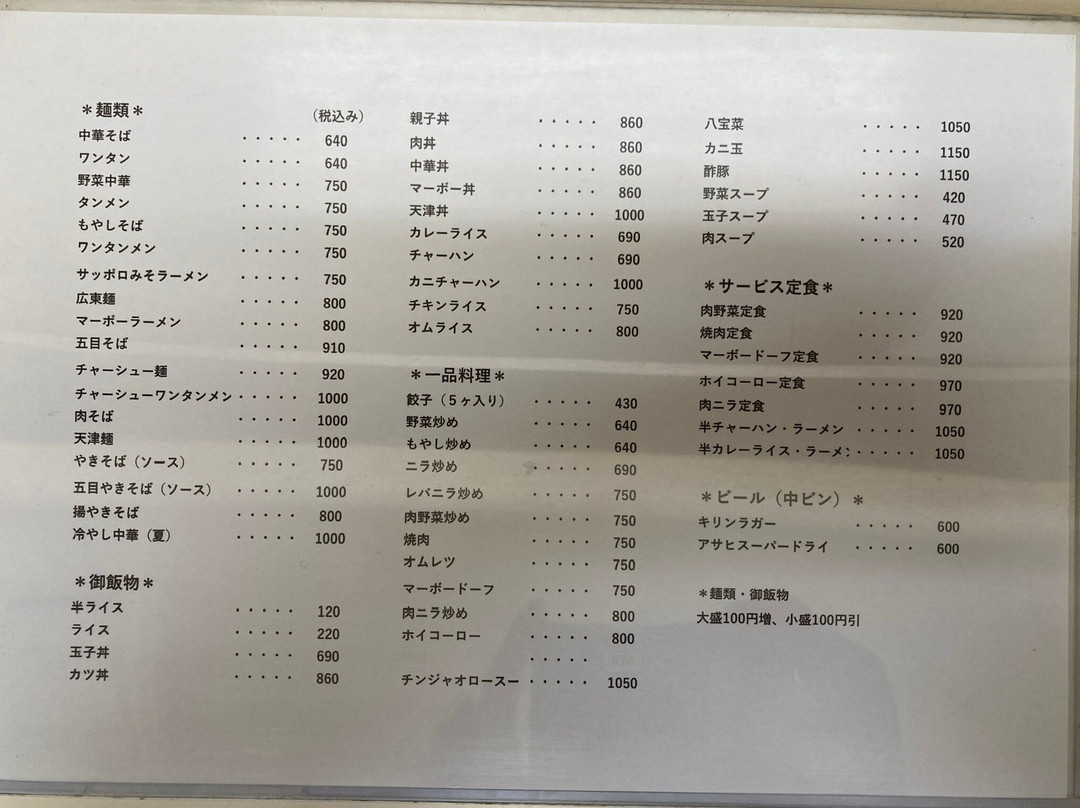 ＊麺類＊
（税込み）
中華そば ・・・・・ 640
ワンタン ・・・・・ 640
野菜中華 ・・・・・ 750
タンメン ・・・・・ 750
もやしそば ・・・・・ 750
ワンタンメン ・・・・・ 750
サッポロみそラーメン ・・・・・ 750
広東麺 ・・・・・ 800
マーボーラーメン ・・・・・ 800
五目そば ・・・・・ 910
チャーシュー麺 ・・・・・ 920
チャーシューワンタンメン ・・・・・ 1000
肉そば ・・・・・ 1000
天津麺 ・・・・・ 1000
やきそば（ソース） ・・・・・ 750
五目やきそば（ソース） ・・・・・ 1000
揚やきそば ・・・・・ 800
冷やし中華（夏） ・・・・・ 1000
＊御飯物＊
半ライス ・・・・・ 120
ライス ・・・・・ 220
玉子丼 ・・・・・ 690
カツ丼 ・・・・・ 860
親子丼 ・・・・・ 860
肉丼 ・・・・・ 860
中華丼 ・・・・・ 860
マーボー丼 ・・・・・ 860
天津丼 ・・・・・ 1000
カレーライス ・・・・・ 690
チャーハン ・・・・・ 690
カニチャーハン ・・・・・ 1000
チキンライス ・・・・・ 750
オムライス ・・・・・ 800
＊一品料理＊
餃子（５ヶ入り） ・・・・・ 430
野菜炒め ・・・・・ 640
もやし炒め ・・・・・ 640
ニラ炒め ・・・・・ 690
レバニラ炒め ・・・・・ 750
肉野菜炒め ・・・・・ 750
焼肉 ・・・・・ 750
オムレツ ・・・・・ 750
マーボードーフ ・・・・・ 750
肉ニラ炒め ・・・・・ 800
ホイコーロー ・・・・・ 800
・・・・・
チンジャオロースー ・・・・・ 1050
八宝菜 ・・・・・ 1050
カニ玉 ・・・・・ 1150
酢豚 ・・・・・ 1150
野菜スープ ・・・・・ 420
玉子スープ ・・・・・ 470
肉スープ ・・・・・ 520
＊サービス定食＊
肉野菜定食 ・・・・・ 920
焼肉定食 ・・・・・ 920
マーボードーフ定食 ・・・・・ 920
ホイコーロー定食 ・・・・・ 970
肉ニラ定食 ・・・・・ 970
半チャーハン・ラーメン ・・・・・ 1050
半カレーライス・ラーメン ・・・・・ 1050
＊ビール（中ビン）＊
キリンラガー ・・・・・ 600
アサヒスーパードライ ・・・・・ 600
＊麺類・御飯物
大盛100円増、小盛100円引